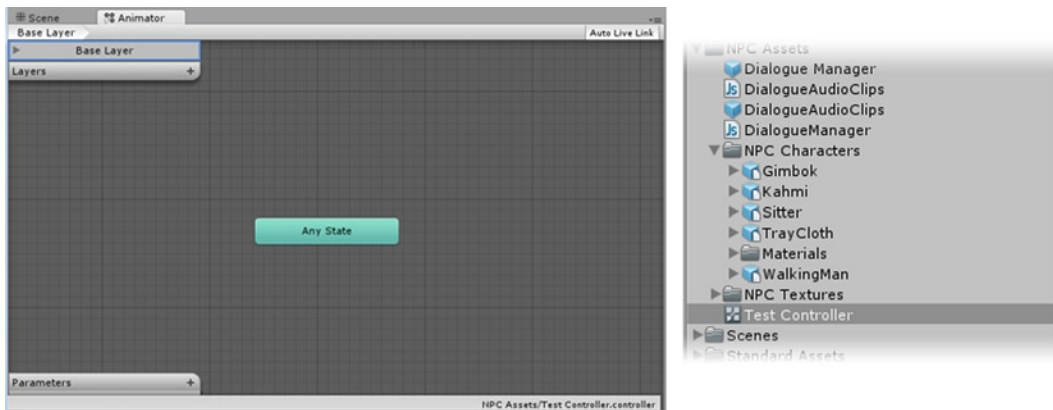 Scene
Animator
Base Layer
Auto Live Link
Base Layer
Layers
Any State
Parameters
NPC Assets/Test Controller.controller
NPC Assets
Dialogue Manager
DialogueAudioClips
DialogueAudioClips
DialogueManager
NPC Characters
Gimbok
Kahmi
Sitter
TrayCloth
Materials
WalkingMan
NPC Textures
Test Controller
Scenes
Standard Assets